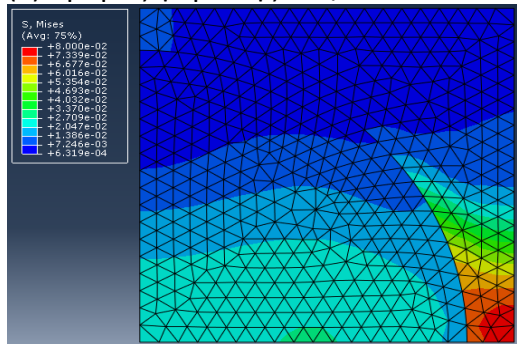 S, Mises
(Avg: 75%)
+8.000e-02
+7.339e-02
+6.677e-02
+6.016e-02
+5.354e-02
+4.693e-02
+4.032e-02
+3.370e-02
+2.709e-02
+2.047e-02
+1.386e-02
+7.246e-03
+6.319e-04